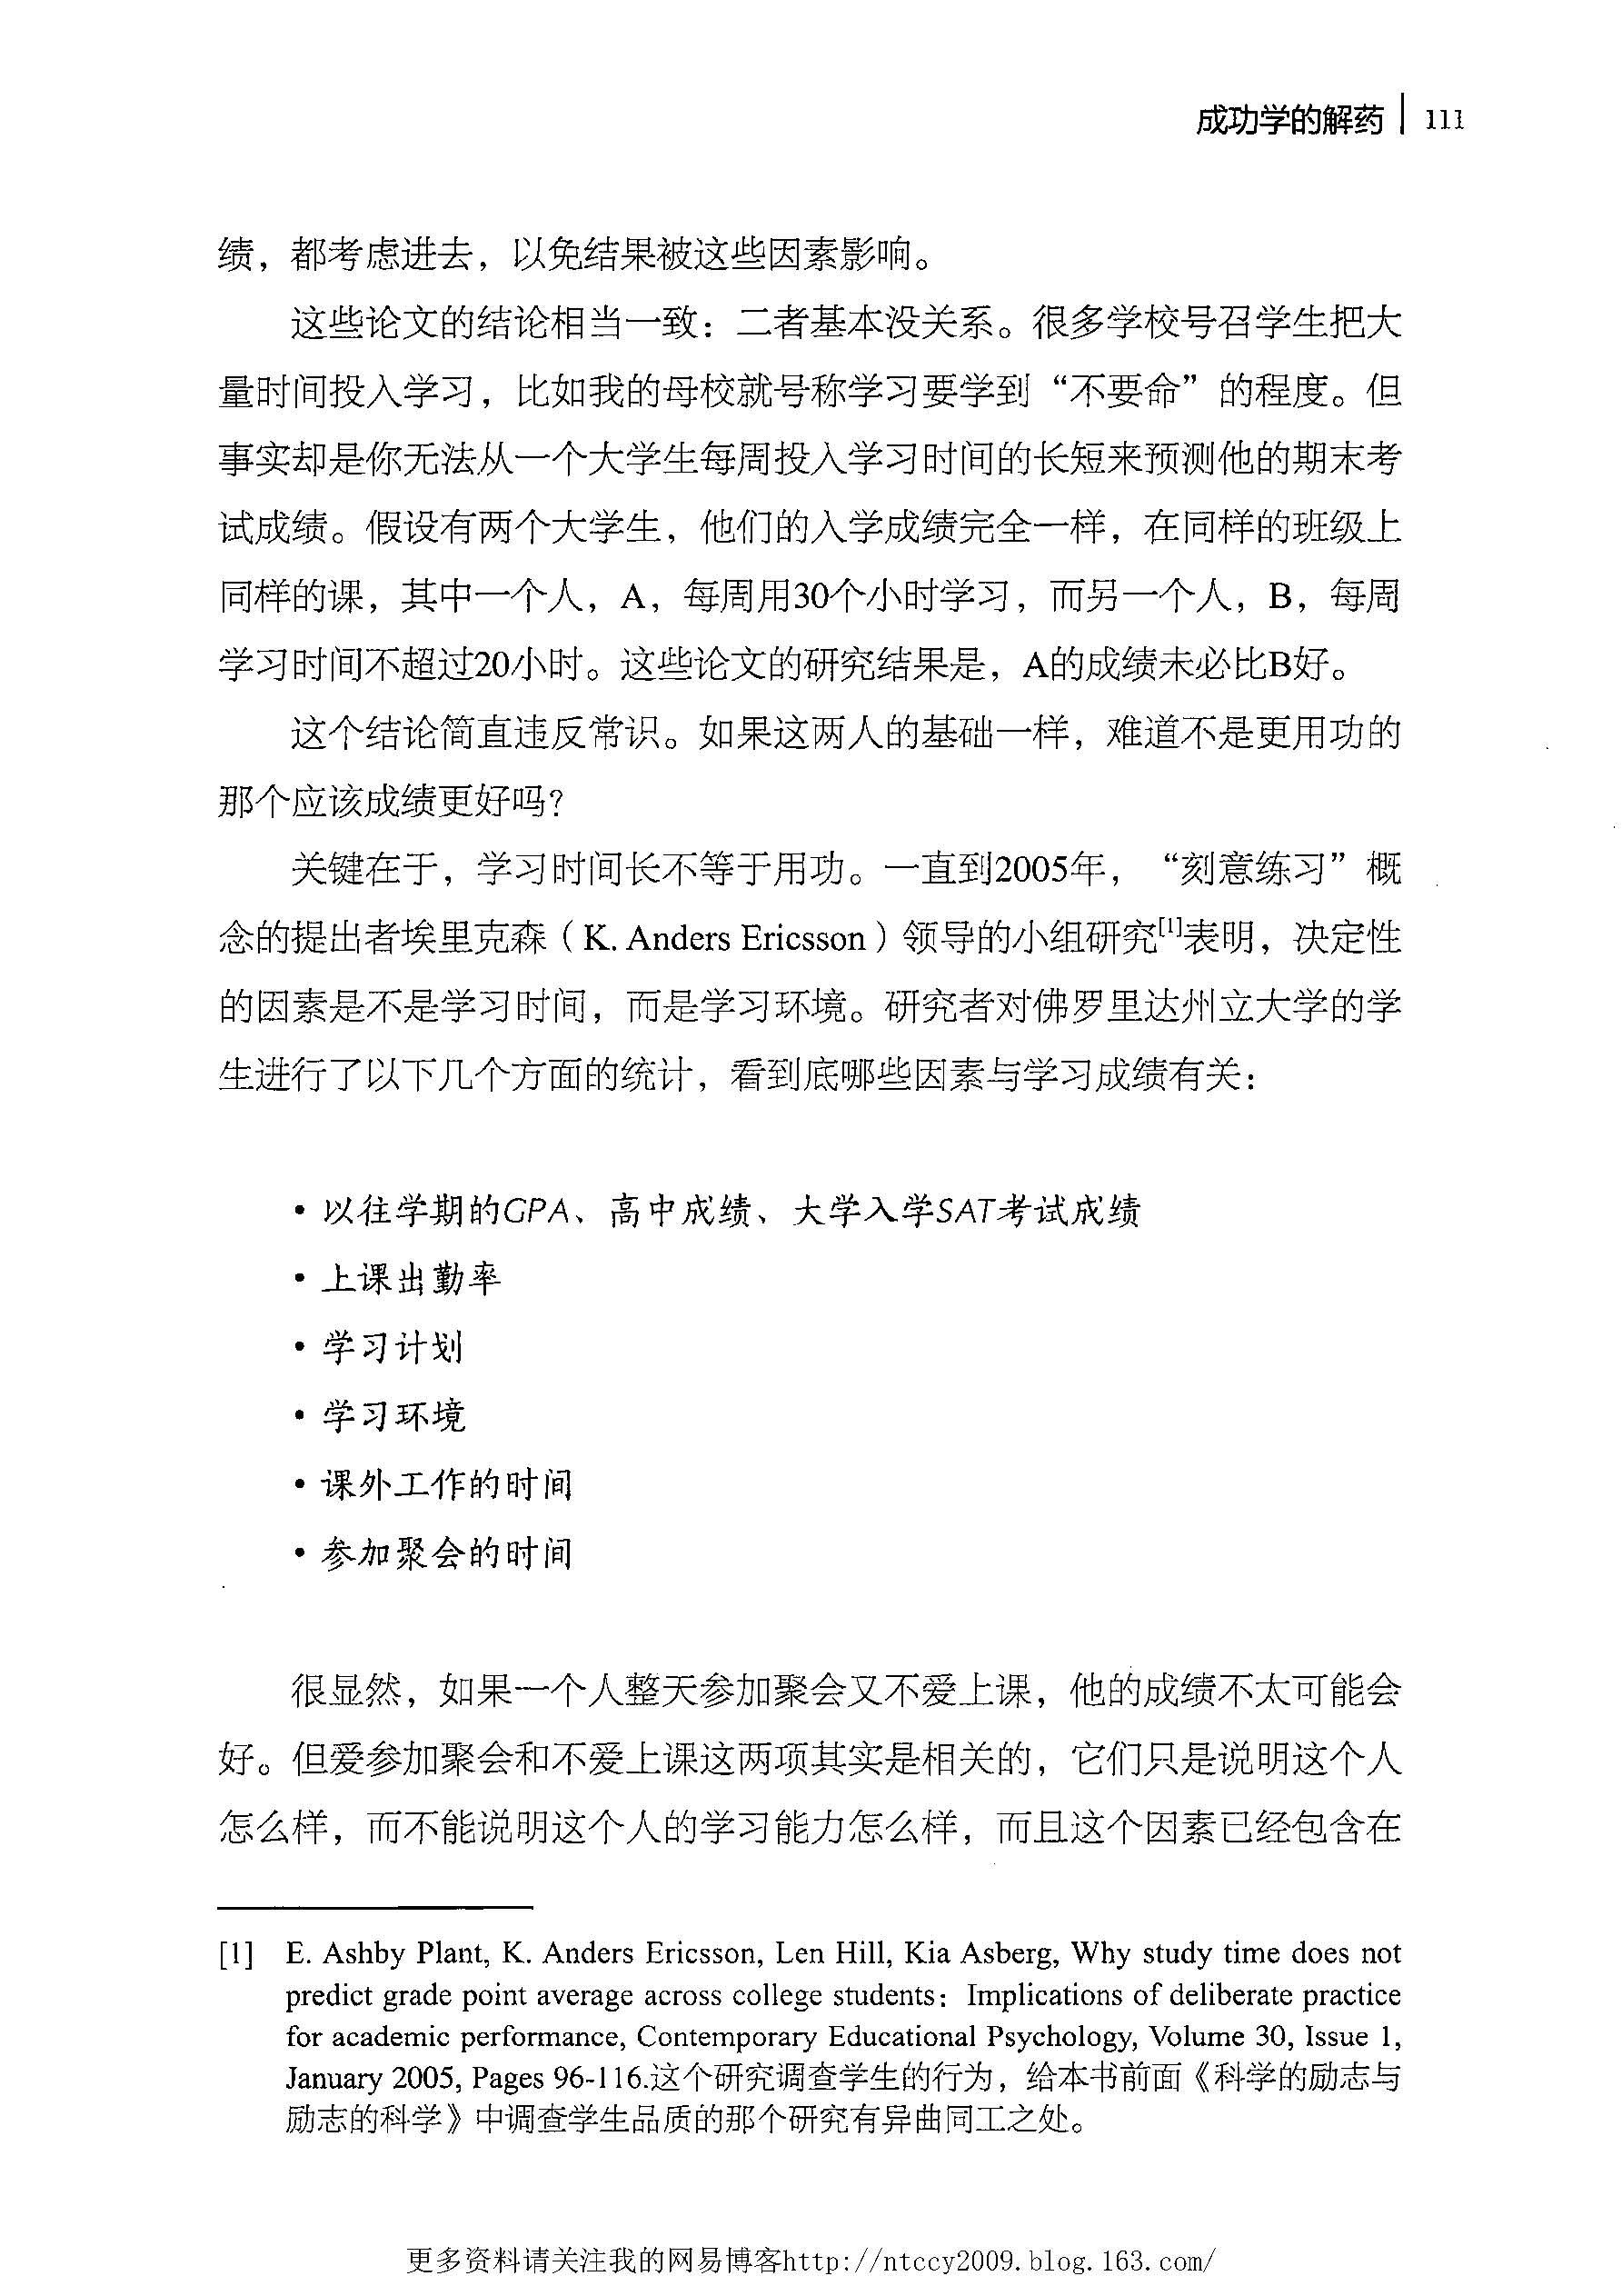 成功学的解药 111
绩，都考虑进去，以免结果被这些因素影响。
这些论文的结论相当一致：二者基本没关系。很多学校号召学生把大
量时间投入学习，比如我的母校就号称学习要学到“不要命”的程度。但
事实却是你无法从一个大学生每周投入学习时间的长短来预测他的期末考
试成绩。假设有两个大学生，他们的入学成绩完全一样，在同样的班级上
同样的课，其中一个人，A，每周用30个小时学习，而另一个人，B，每周
学习时间不超过20小时。这些论文的研究结果是，A的成绩未必比B好。
这个结论简直违反常识。如果这两人的基础一样，难道不是更用功的
那个应该成绩更好吗？
关键在于，学习时间长不等于用功。一直到2005年，“刻意练习”概
念的提出者埃里克森（K. Anders Ericsson）领导的小组研究[1]表明，决定性
的因素是不是学习时间，而是学习环境。研究者对佛罗里达州立大学的学
生进行了以下几个方面的统计，看到底哪些因素与学习成绩有关：
• 以往学期的GPA、高中成绩、大学入学SAT考试成绩
• 上课出勤率
• 学习计划
• 学习环境
• 课外工作的时间
• 参加聚会的时间
很显然，如果一个人整天参加聚会又不爱上课，他的成绩不太可能会
好。但爱参加聚会和不爱上课这两项其实是相关的，它们只是说明这个人
怎么样，而不能说明这个人的学习能力怎么样，而且这个因素已经包含在
[1] E. Ashby Plant, K. Anders Ericsson, Len Hill, Kia Asberg, Why study time does not
predict grade point average across college students：Implications of deliberate practice
for academic performance, Contemporary Educational Psychology, Volume 30, Issue 1,
January 2005, Pages 96-116.这个研究调查学生的行为，给本书前面《科学的励志与
励志的科学》中调查学生品质的那个研究有异曲同工之处。
更多资料请关注我的网易博客http://ntccy2009.blog.163.com/